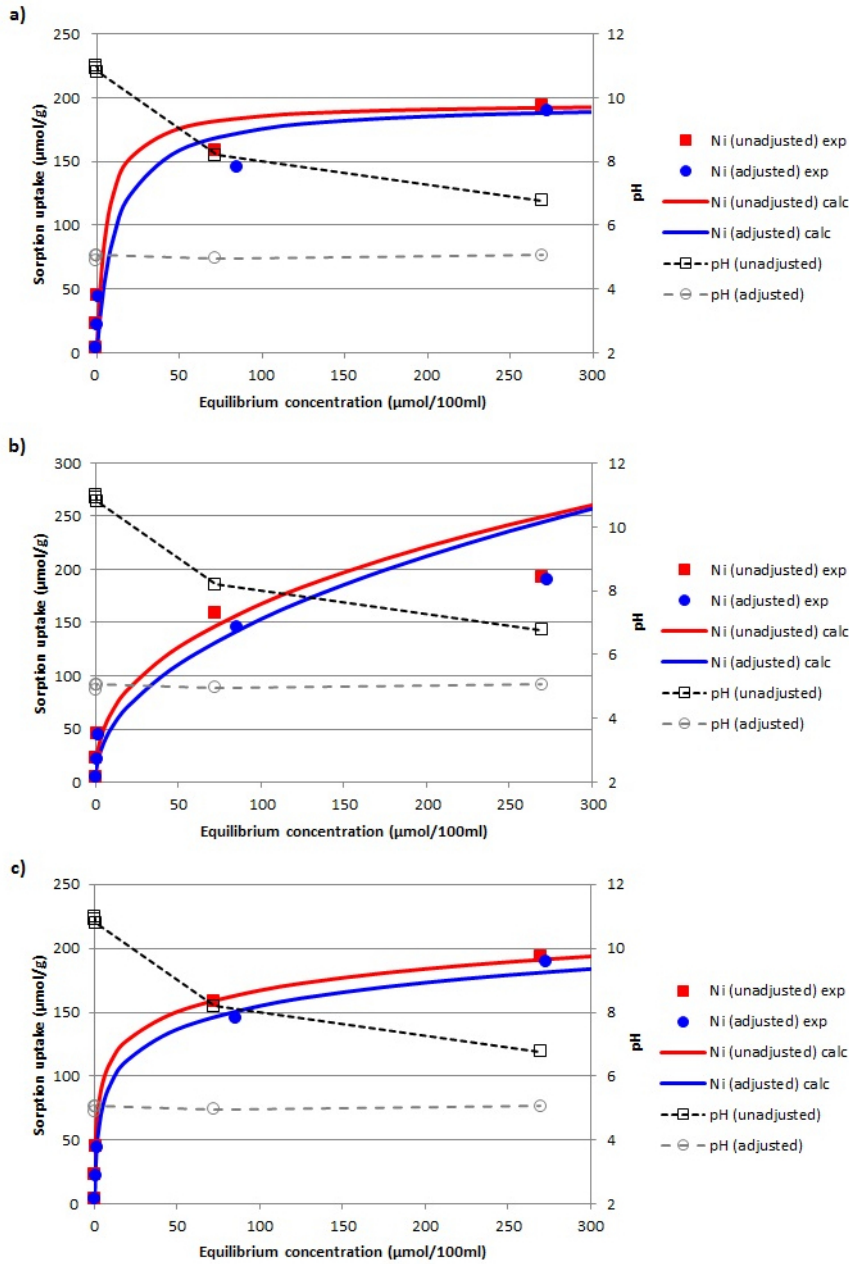 a)
250
200
150
100
50
0
Sorption uptake (µmol/g)
12
10
8
6
4
2
pH
0 50 100 150 200 250 300
Equilibrium concentration (µmol/100ml)
Ni (unadjusted) exp
Ni (adjusted) exp
Ni (unadjusted) calc
Ni (adjusted) calc
pH (unadjusted)
pH (adjusted)
b)
300
250
200
150
100
50
0
Sorption uptake (µmol/g)
12
10
8
6
4
2
pH
0 50 100 150 200 250 300
Equilibrium concentration (µmol/100ml)
Ni (unadjusted) exp
Ni (adjusted) exp
Ni (unadjusted) calc
Ni (adjusted) calc
pH (unadjusted)
pH (adjusted)
c)
250
200
150
100
50
0
Sorption uptake (µmol/g)
12
10
8
6
4
2
pH
0 50 100 150 200 250 300
Equilibrium concentration (µmol/100ml)
Ni (unadjusted) exp
Ni (adjusted) exp
Ni (unadjusted) calc
Ni (adjusted) calc
pH (unadjusted)
pH (adjusted)